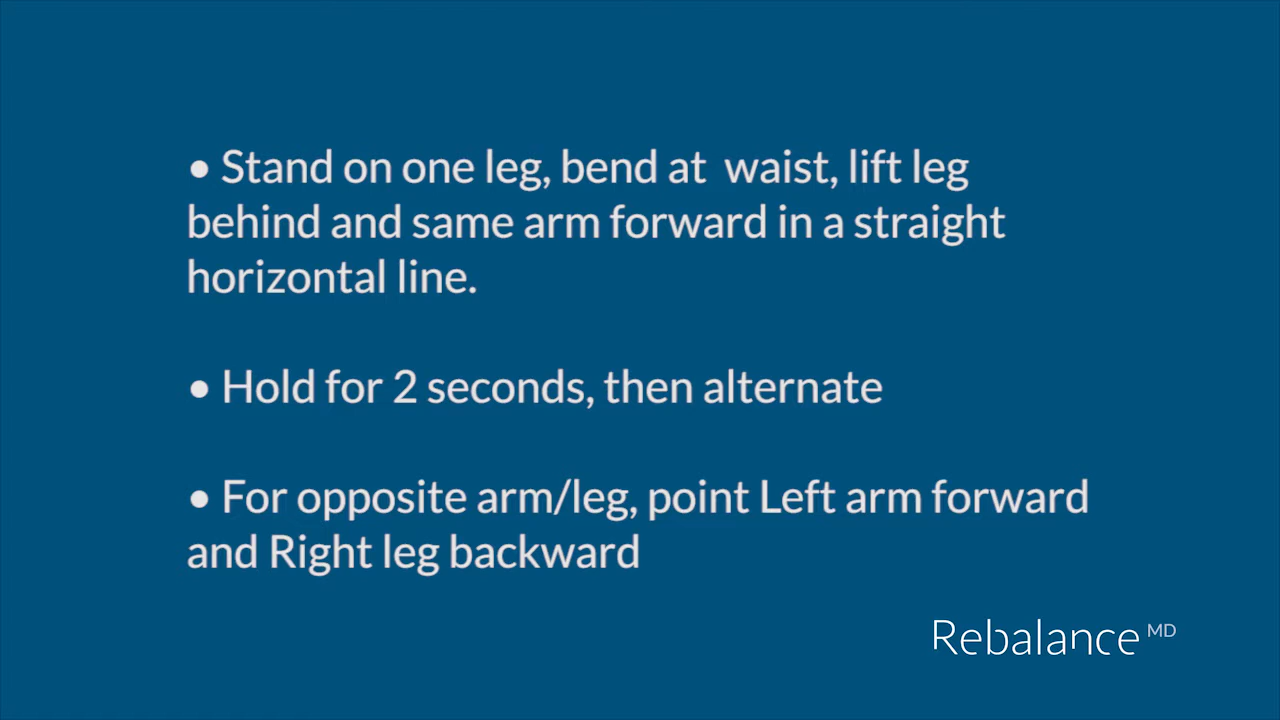 • Stand on one leg, bend at  waist, lift leg
behind and same arm forward in a straight
horizontal line.
• Hold for 2 seconds, then alternate
• For opposite arm/leg, point Left arm forward
and Right leg backward
Rebalance MD